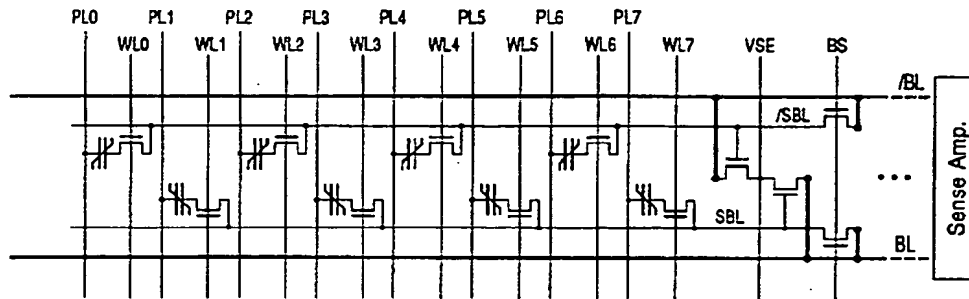 PL0 PL1 PL2 PL3 PL4 PL5 PL6 PL7
WL0 WL1 WL2 WL3 WL4 WL5 WL6 WL7 VSE BS
/BL
/SBL
SBL
BL
Sense Amp.